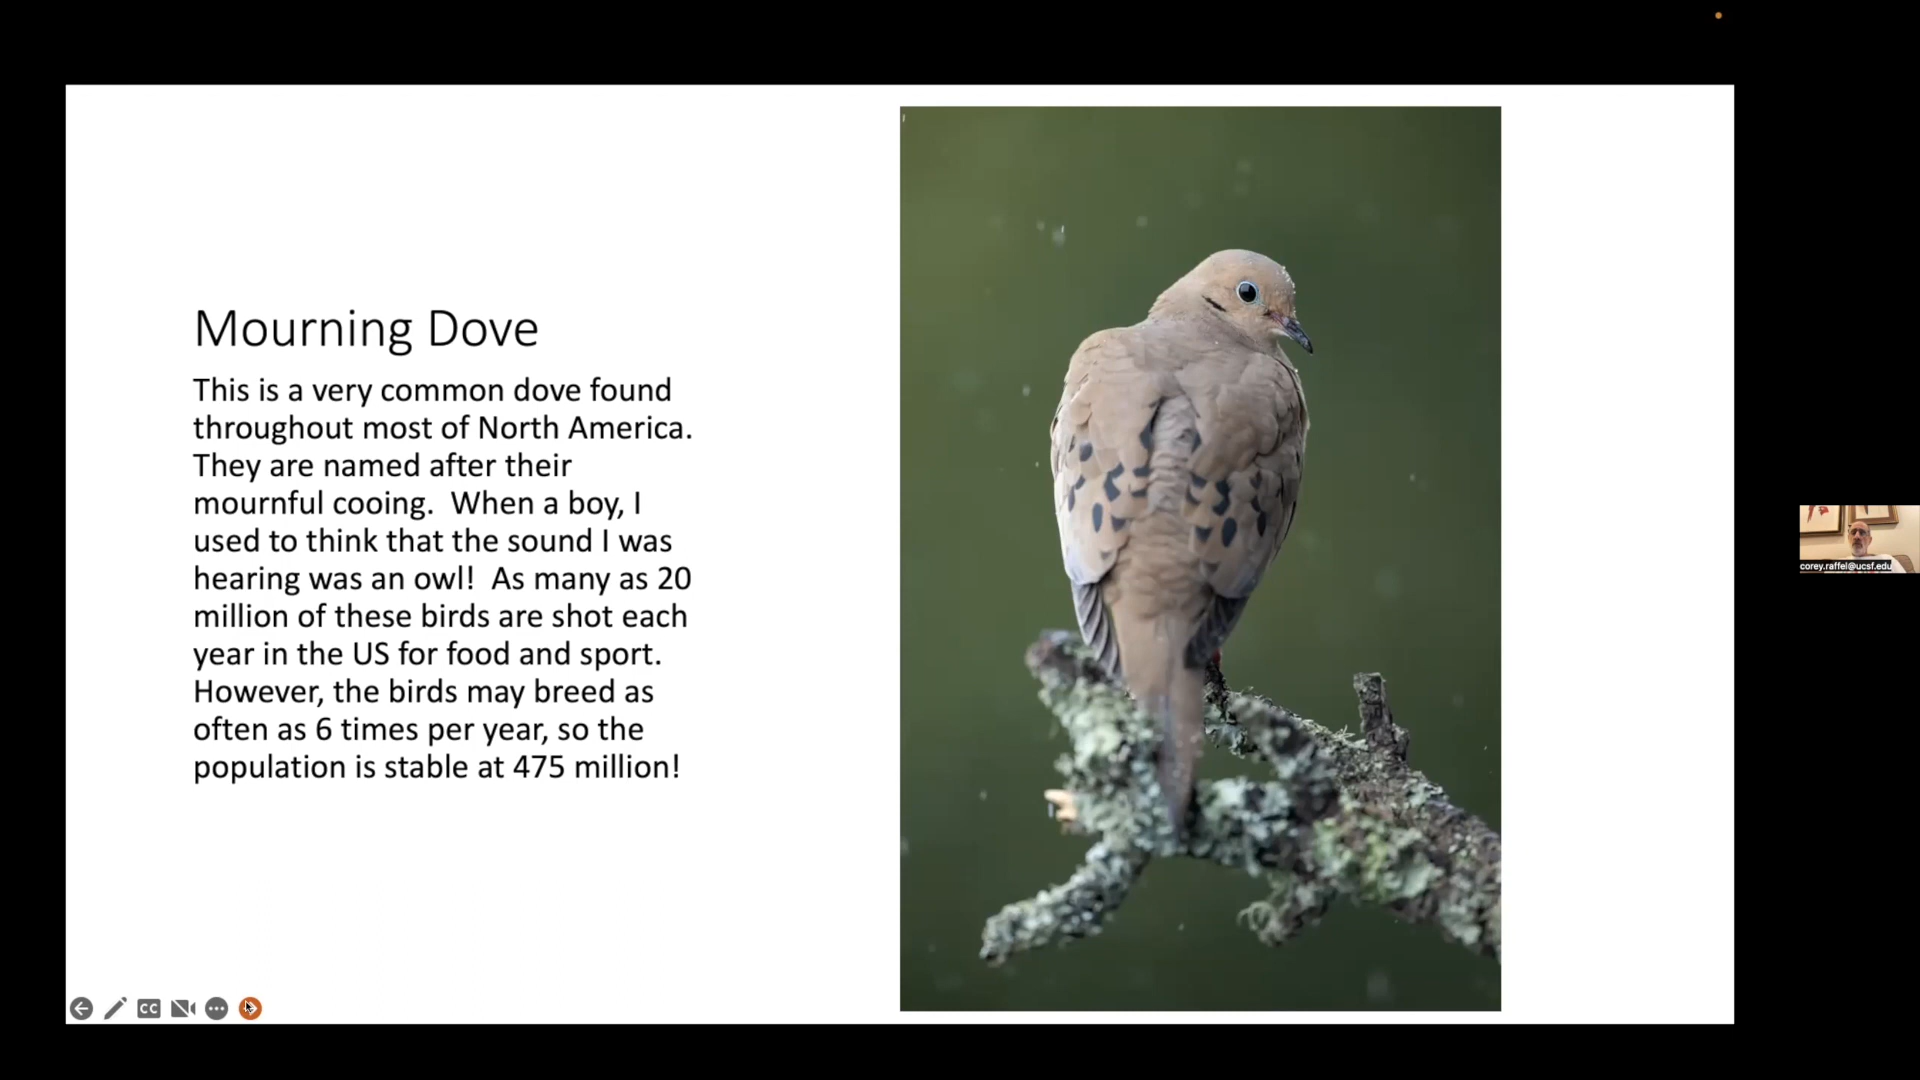 Mourning Dove
This is a very common dove found
throughout most of North America.
They are named after their
mournful cooing.  When a boy, I
used to think that the sound I was
hearing was an owl!  As many as 20
million of these birds are shot each
year in the US for food and sport.
However, the birds may breed as
often as 6 times per year, so the
population is stable at 475 million!
corey.raffel@ucsf.edu
CC